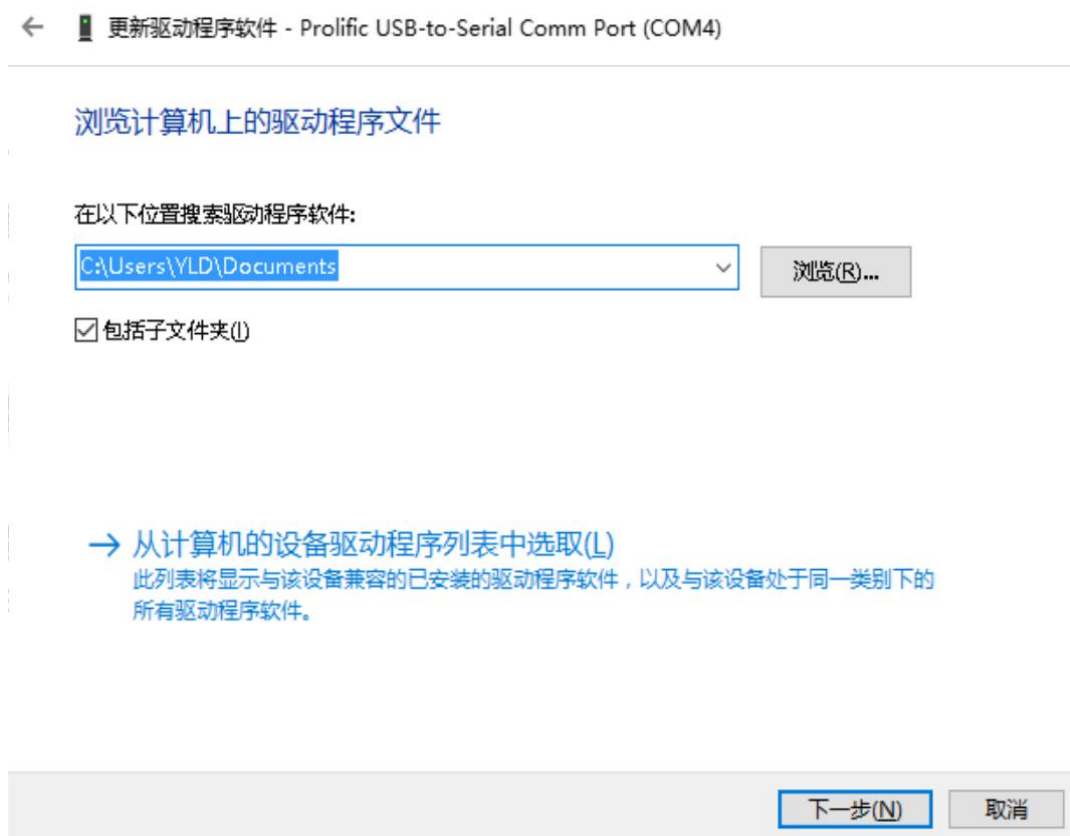 更新驱动程序软件 - Prolific USB-to-Serial Comm Port (COM4)
浏览计算机上的驱动程序文件
在以下位置搜索驱动程序软件:
C:\Users\YLD\Documents
浏览(R)...
包括子文件夹(I)
从计算机的设备驱动程序列表中选取(L)
此列表将显示与该设备兼容的已安装的驱动程序软件，以及与该设备处于同一类别下的
所有驱动程序软件。
下一步(N)
取消